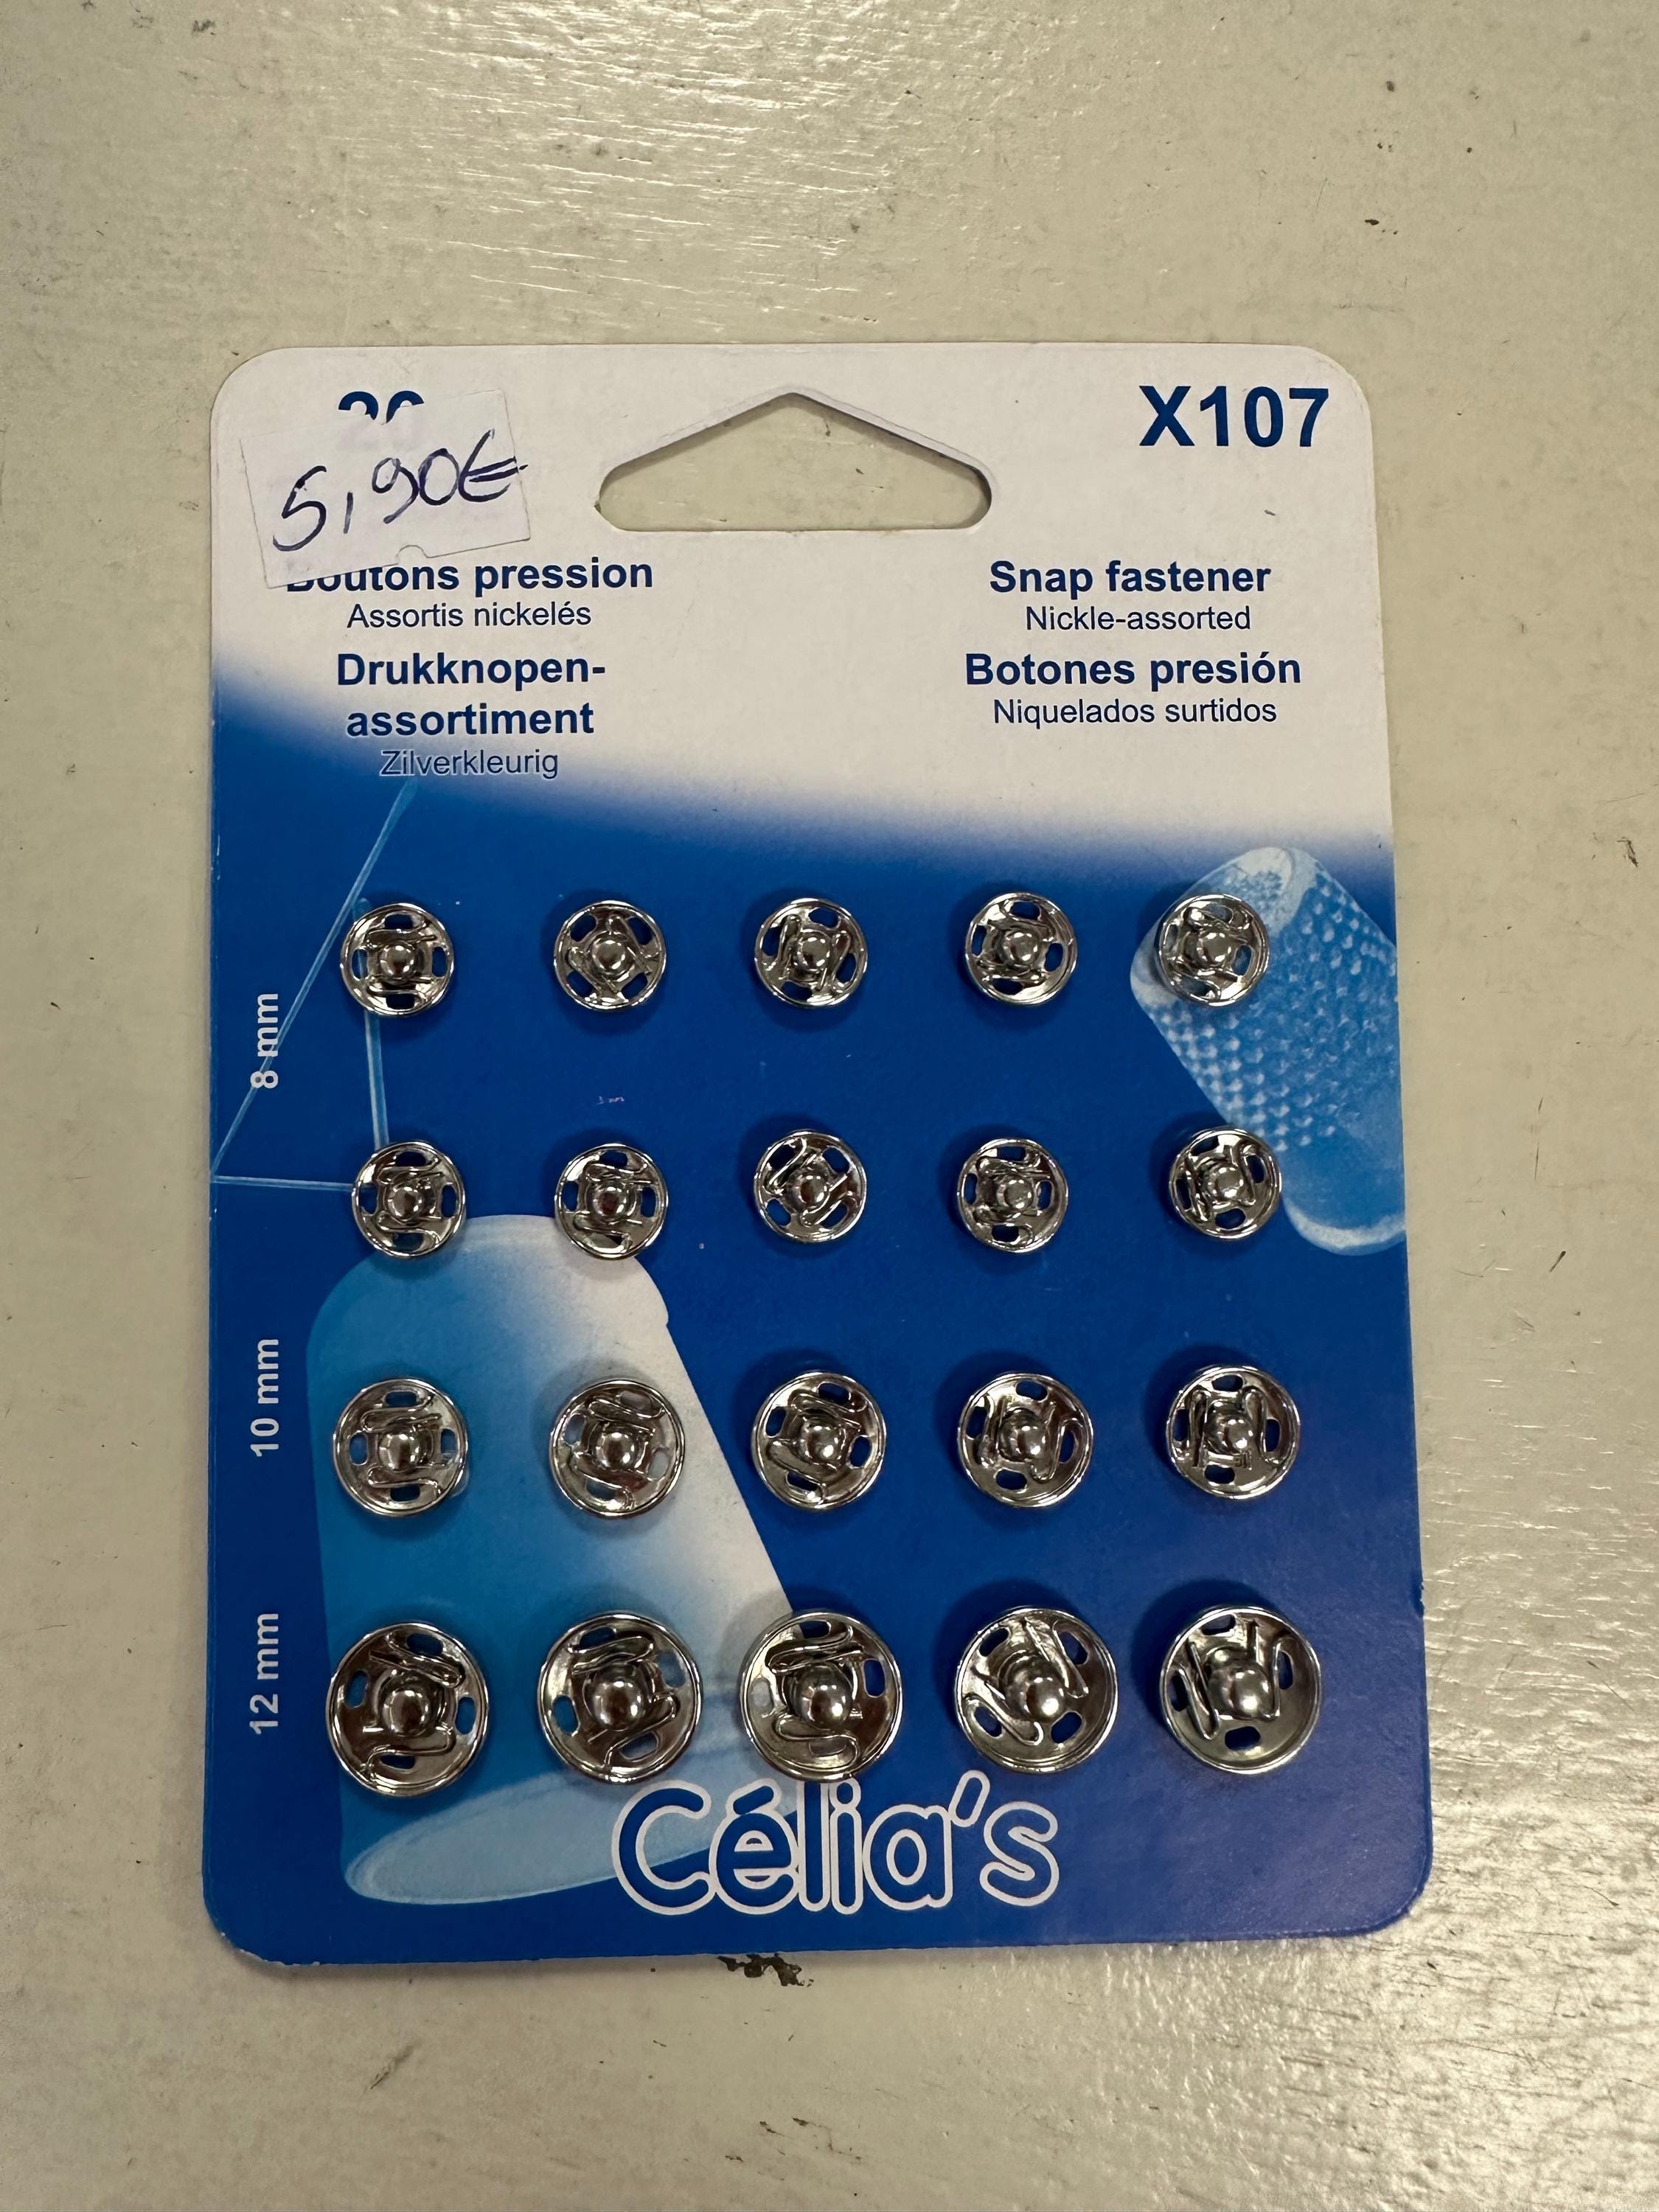 X107
5,90€
Boutons pression
Assortis nickelés
Drukknopen-
assortiment
Zilverkleurig
Snap fastener
Nickle-assorted
Botones presión
Niquelados surtidos
8 mm
10 mm
12 mm
Célia's